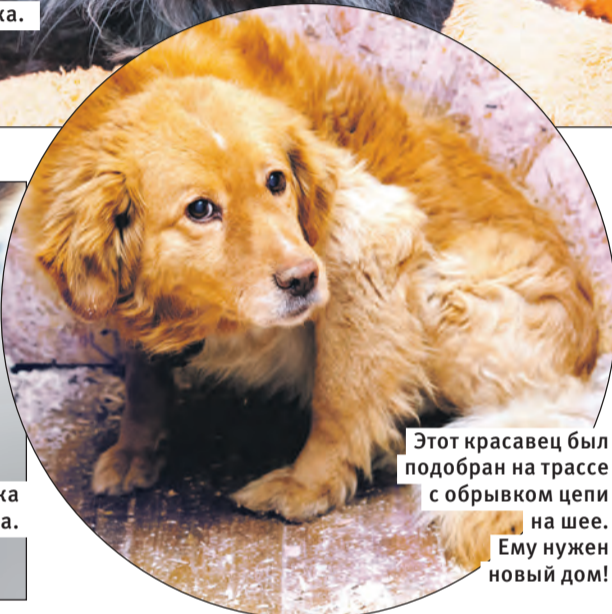 ка.
Этот красавец был
подобран на трассе
с обрывком цепи
на шее.
Ему нужен
новый дом!
ка
а.